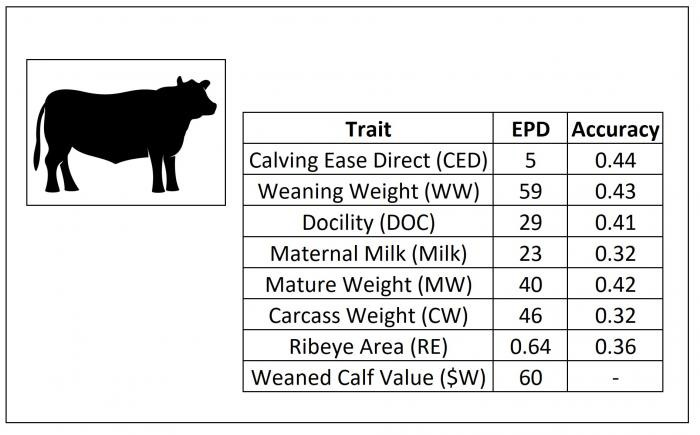 Trait EPD Accuracy
Calving Ease Direct (CED) 5 0.44
Weaning Weight (WW) 59 0.43
Docility (DOC) 29 0.41
Maternal Milk (Milk) 23 0.32
Mature Weight (MW) 40 0.42
Carcass Weight (CW) 46 0.32
Ribeye Area (RE) 0.64 0.36
Weaned Calf Value ($W) 60 -